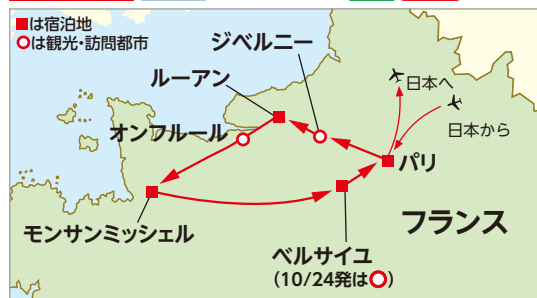 ■は宿泊地
○は観光・訪問都市
ジベルニー
ルーアン
日本へ
オンフルール
日本から
パリ
モンサンミッシェル
フランス
ベルサイユ
(10/24発は○)